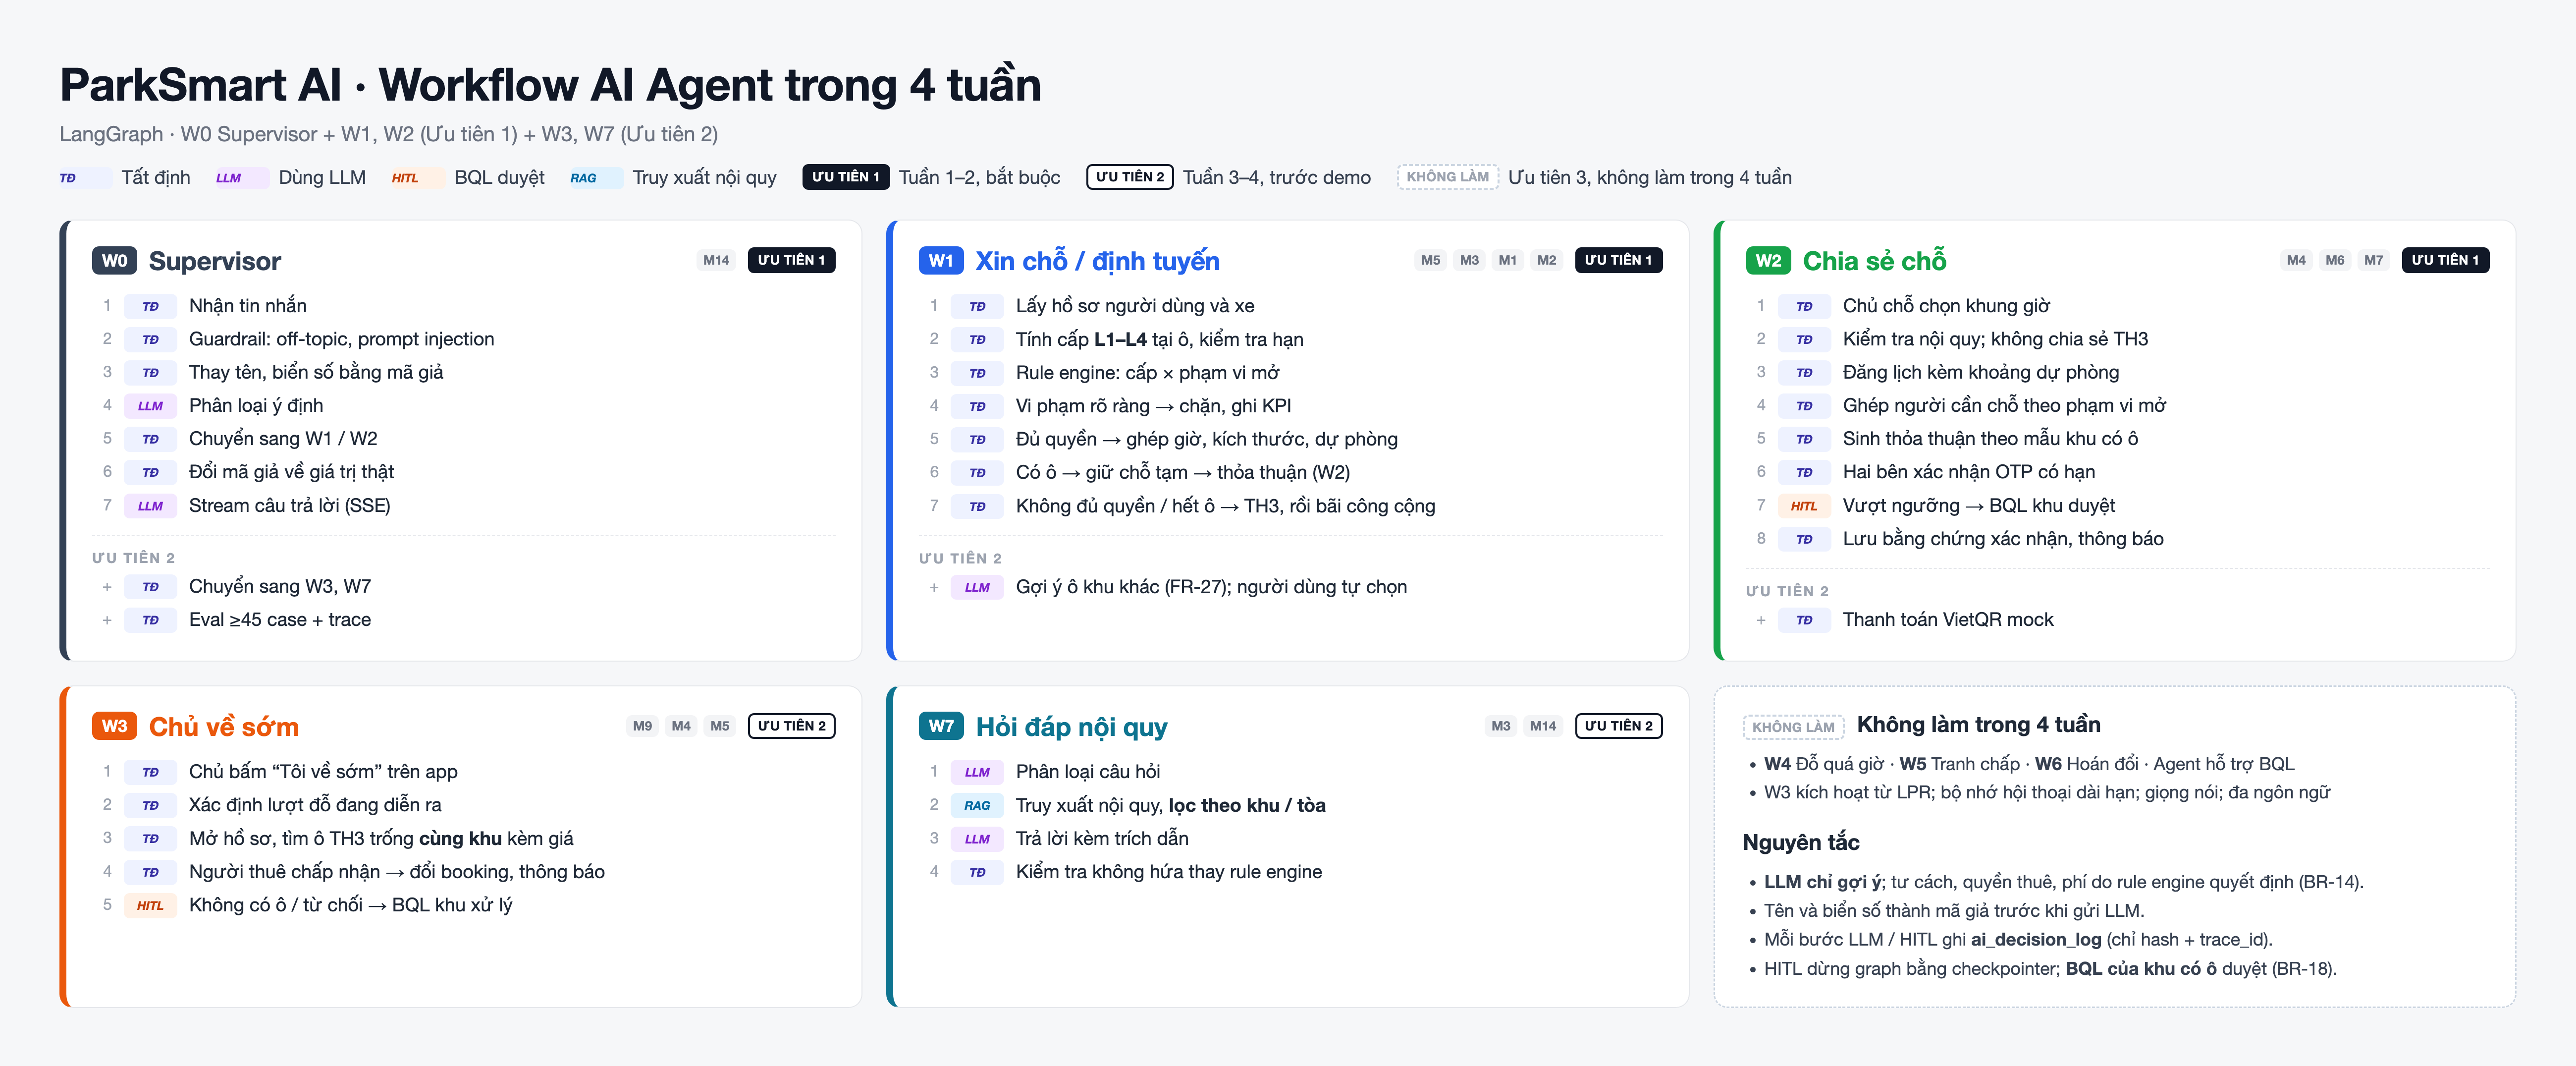 ParkSmart AI · Workflow AI Agent trong 4 tuần
LangGraph · W0 Supervisor + W1, W2 (Ưu tiên 1) + W3, W7 (Ưu tiên 2)
TĐ Tất định LLM Dùng LLM HITL BQL duyệt RAG Truy xuất nội quy ƯU TIÊN 1 Tuần 1–2, bắt buộc ƯU TIÊN 2 Tuần 3–4, trước demo KHÔNG LÀM Ưu tiên 3, không làm trong 4 tuần
W0 Supervisor M14 ƯU TIÊN 1
1 TĐ Nhận tin nhắn
2 TĐ Guardrail: off-topic, prompt injection
3 TĐ Thay tên, biển số bằng mã giả
4 LLM Phân loại ý định
5 TĐ Chuyển sang W1 / W2
6 TĐ Đổi mã giả về giá trị thật
7 LLM Stream câu trả lời (SSE)
ƯU TIÊN 2
+ TĐ Chuyển sang W3, W7
+ TĐ Eval ≥45 case + trace
W1 Xin chỗ / định tuyến M5 M3 M1 M2 ƯU TIÊN 1
1 TĐ Lấy hồ sơ người dùng và xe
2 TĐ Tính cấp L1–L4 tại ô, kiểm tra hạn
3 TĐ Rule engine: cấp × phạm vi mở
4 TĐ Vi phạm rõ ràng → chặn, ghi KPI
5 TĐ Đủ quyền → ghép giờ, kích thước, dự phòng
6 TĐ Có ô → giữ chỗ tạm → thỏa thuận (W2)
7 TĐ Không đủ quyền / hết ô → TH3, rồi bãi công cộng
ƯU TIÊN 2
+ LLM Gợi ý ô khu khác (FR-27); người dùng tự chọn
W2 Chia sẻ chỗ M4 M6 M7 ƯU TIÊN 1
1 TĐ Chủ chỗ chọn khung giờ
2 TĐ Kiểm tra nội quy; không chia sẻ TH3
3 TĐ Đăng lịch kèm khoảng dự phòng
4 TĐ Ghép người cần chỗ theo phạm vi mở
5 TĐ Sinh thỏa thuận theo mẫu khu có ô
6 TĐ Hai bên xác nhận OTP có hạn
7 HITL Vượt ngưỡng → BQL khu duyệt
8 TĐ Lưu bằng chứng xác nhận, thông báo
ƯU TIÊN 2
+ TĐ Thanh toán VietQR mock
W3 Chủ về sớm M9 M4 M5 ƯU TIÊN 2
1 TĐ Chủ bấm “Tôi về sớm” trên app
2 TĐ Xác định lượt đỗ đang diễn ra
3 TĐ Mở hồ sơ, tìm ô TH3 trống cùng khu kèm giá
4 TĐ Người thuê chấp nhận → đổi booking, thông báo
5 HITL Không có ô / từ chối → BQL khu xử lý
W7 Hỏi đáp nội quy M3 M14 ƯU TIÊN 2
1 LLM Phân loại câu hỏi
2 RAG Truy xuất nội quy, lọc theo khu / tòa
3 LLM Trả lời kèm trích dẫn
4 TĐ Kiểm tra không hứa thay rule engine
KHÔNG LÀM Không làm trong 4 tuần
• W4 Đỗ quá giờ · W5 Tranh chấp · W6 Hoán đổi · Agent hỗ trợ BQL
• W3 kích hoạt từ LPR; bộ nhớ hội thoại dài hạn; giọng nói; đa ngôn ngữ
Nguyên tắc
• LLM chỉ gợi ý; tư cách, quyền thuê, phí do rule engine quyết định (BR-14).
• Tên và biển số thành mã giả trước khi gửi LLM.
• Mỗi bước LLM / HITL ghi ai_decision_log (chỉ hash + trace_id).
• HITL dừng graph bằng checkpointer; BQL của khu có ô duyệt (BR-18).